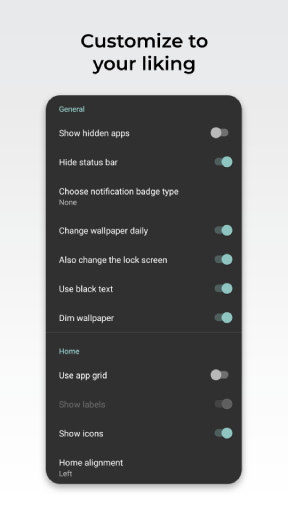 Customize to
your liking
General
Show hidden apps
Hide status bar
Choose notification badge type
None
Change wallpaper daily
Also change the lock screen
Use black text
Dim wallpaper
Home
Use app grid
Show labels
Show icons
Home alignment
Left